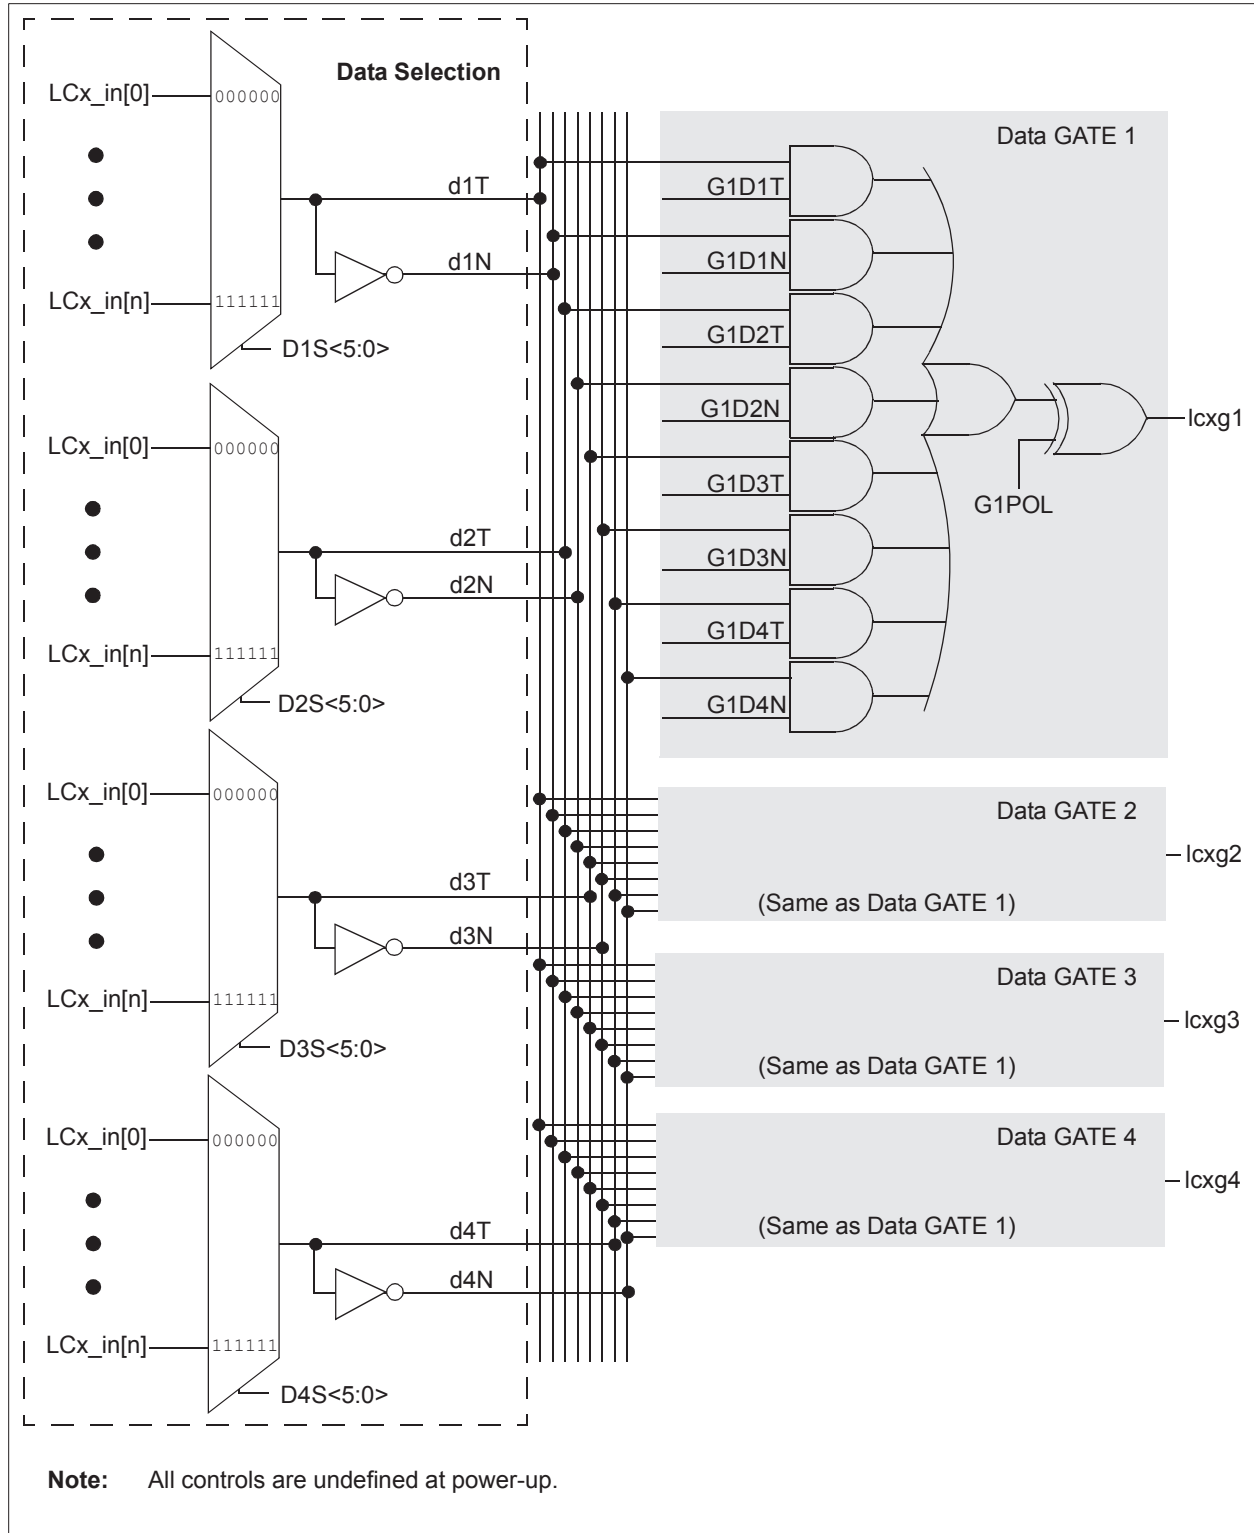 Data Selection
LCx_in[0]
000000
LCx_in[n]
111111
D1S<5:0>
d1T
d1N
LCx_in[0]
000000
LCx_in[n]
111111
D2S<5:0>
d2T
d2N
LCx_in[0]
000000
LCx_in[n]
111111
D3S<5:0>
d3T
d3N
LCx_in[0]
000000
LCx_in[n]
111111
D4S<5:0>
d4T
d4N
Data GATE 1
G1D1T
G1D1N
G1D2T
G1D2N
G1D3T
G1D3N
G1D4T
G1D4N
G1POL
lcxg1
Data GATE 2
(Same as Data GATE 1)
lcxg2
Data GATE 3
(Same as Data GATE 1)
lcxg3
Data GATE 4
(Same as Data GATE 1)
lcxg4
Note: All controls are undefined at power-up.